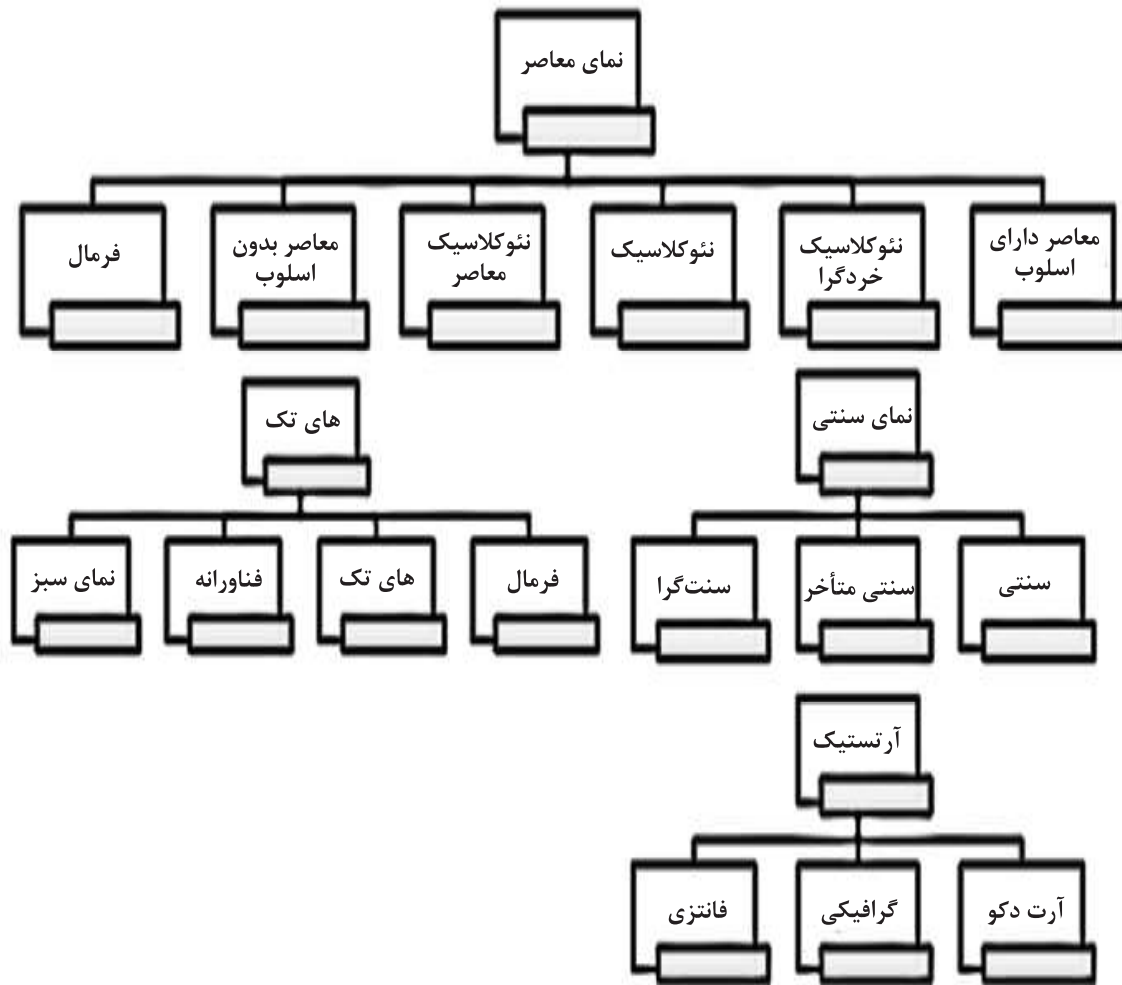 نمای معاصر
معاصر دارای
اسلوب
نئوکلاسیک
خردگرا
نئوکلاسیک
نئوکلاسیک
معاصر
معاصر بدون
اسلوب
فرمال
نمای سنتی
سنتی
سنتی متأخر
سنت‌گرا
های تک
فرمال
های تک
فناورانه
نمای سبز
آرتستیک
آرت دکو
گرافیکی
فانتزی